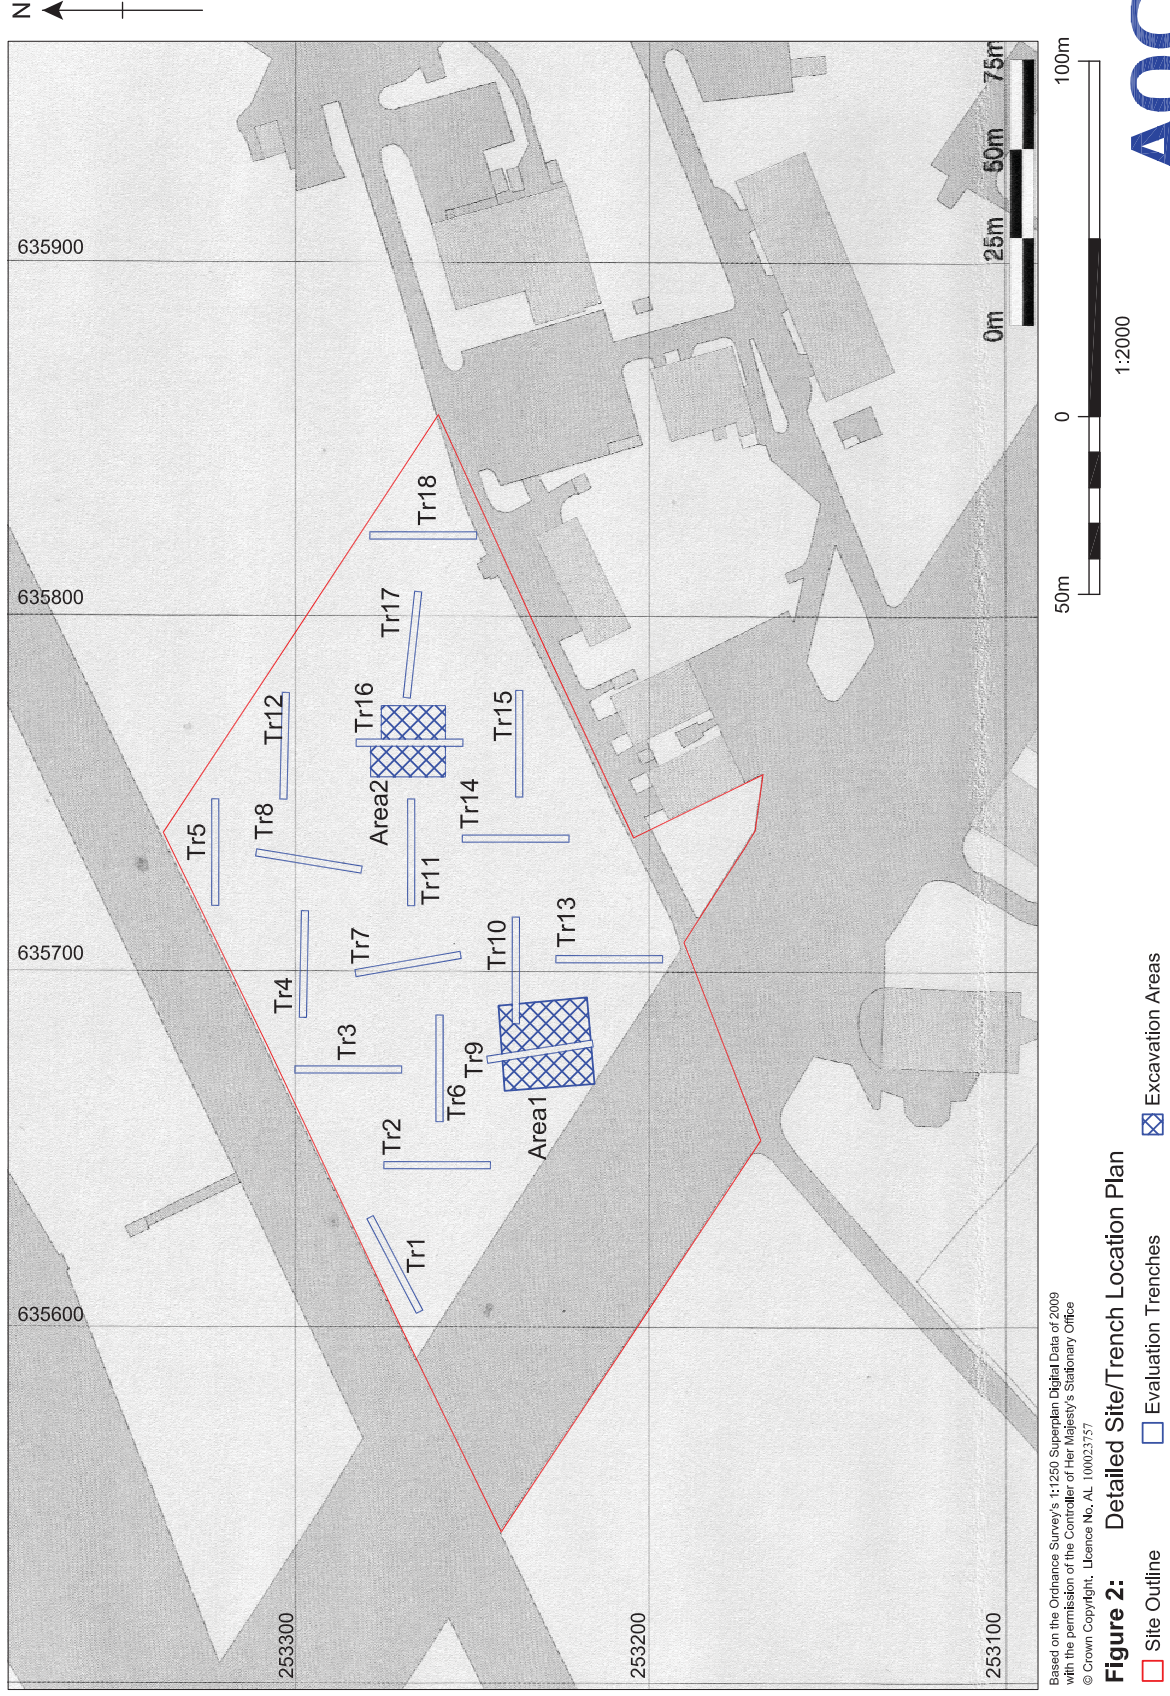 N
635900
635800
635700
635600
253300
253200
253100
Tr5
Tr12
Tr8
Tr4
Tr3
Tr7
Tr16
Tr17
Tr18
Area2
Tr11
Tr14
Tr15
Tr2
Tr6
Tr9
Tr10
Tr13
Tr1
Area1
0m 25m 50m 75m
50m 0 100m
1:2000
Based on the Ordnance Survey's 1:1250 Superplan Digital Data of 2009
with the permission of the Controller of Her Majesty's Stationary Office
© Crown Copyright. Licence No. AL 100023757
Figure 2: Detailed Site/Trench Location Plan
Site Outline Evaluation Trenches Excavation Areas